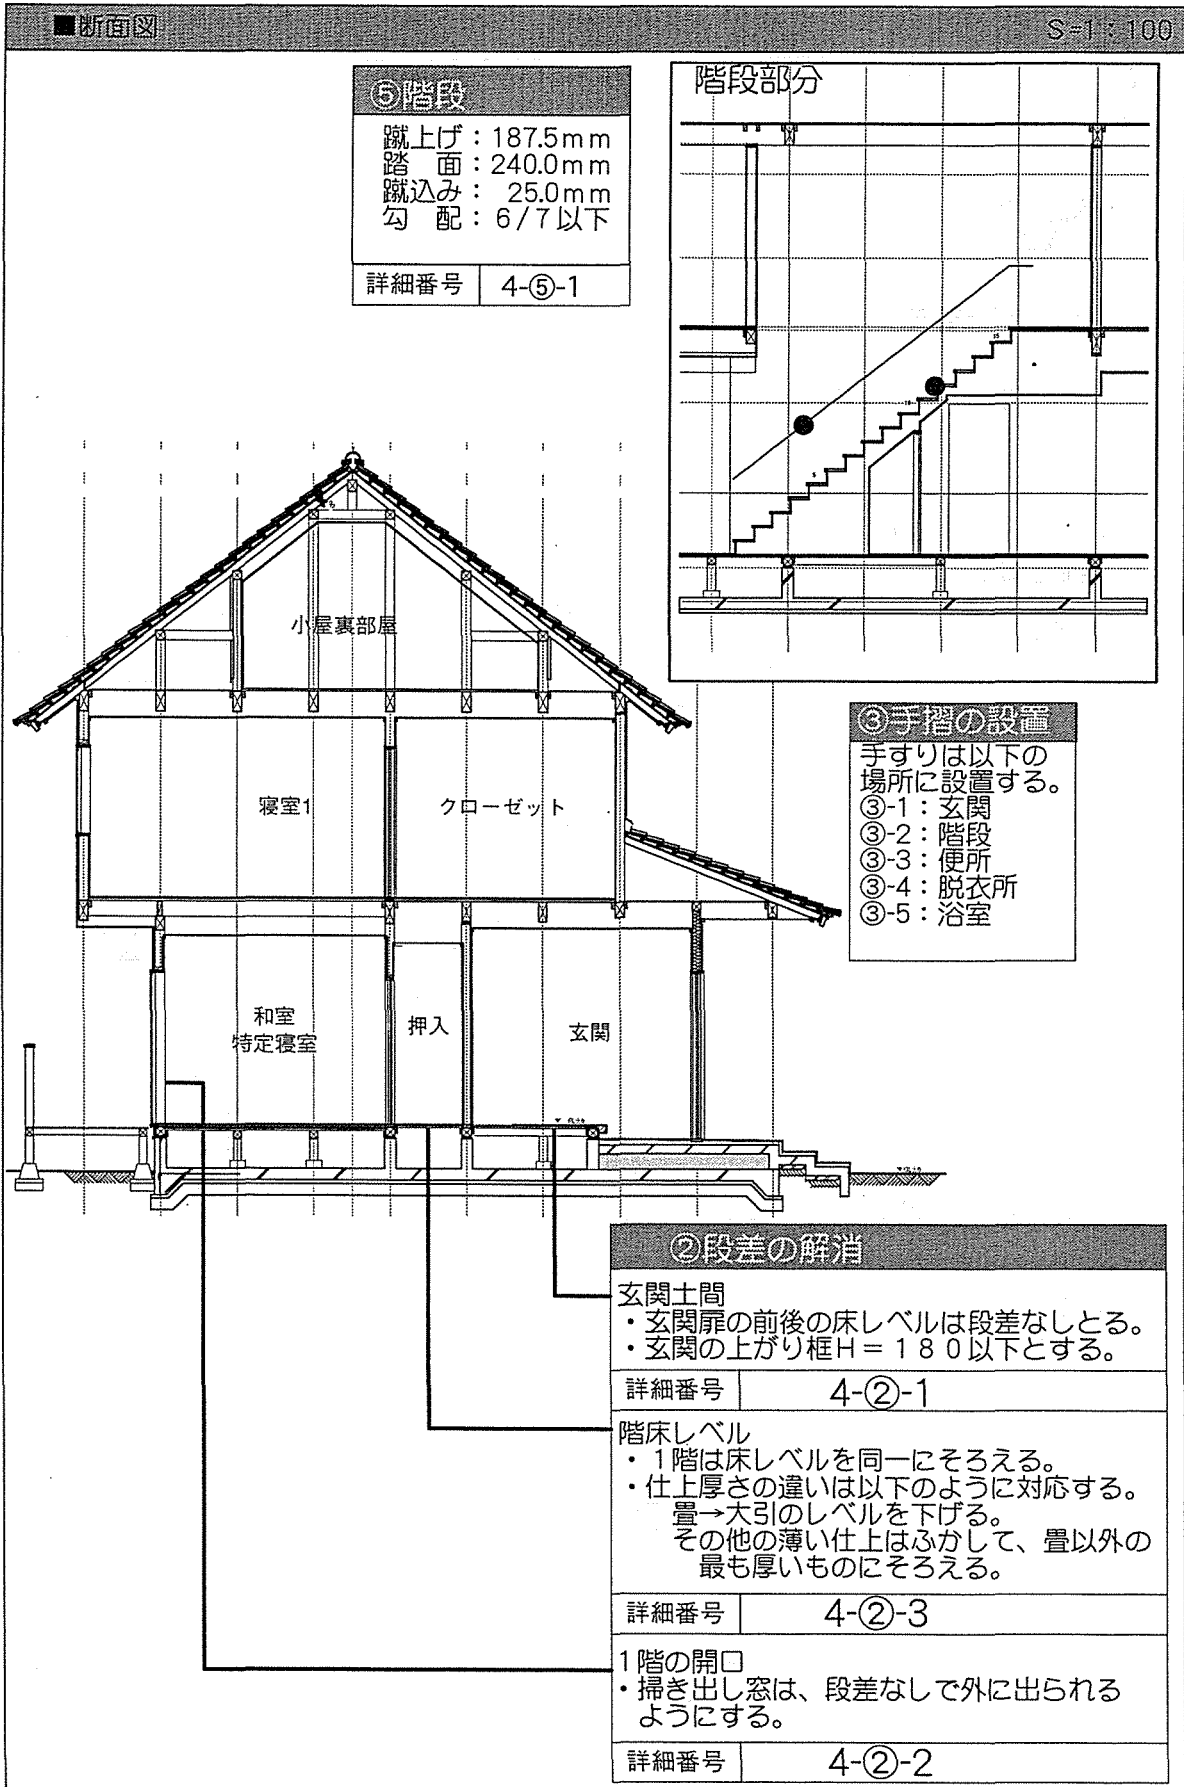 ■断面図
S=1:100
⑤階段
蹴上げ：187.5mm
踏　面：240.0mm
蹴込み：25.0mm
勾　配：6/7以下
詳細番号　4-⑤-1
階段部分
小屋裏部屋
寝室1
クローゼット
和室
特定寝室
押入
玄関
③手摺の設置
手すりは以下の
場所に設置する。
③-1：玄関
③-2：階段
③-3：便所
③-4：脱衣所
③-5：浴室
②段差の解消
玄関土間
・玄関扉の前後の床レベルは段差なしとる。
・玄関の上がり框H＝180以下とする。
詳細番号　4-②-1
階床レベル
・1階は床レベルを同一にそろえる。
・仕上厚さの違いは以下のように対応する。
畳→大引のレベルを下げる。
その他の薄い仕上はふかして、畳以外の
最も厚いものにそろえる。
詳細番号　4-②-3
1階の開口
・掃き出し窓は、段差なしで外に出られる
ようにする。
詳細番号　4-②-2